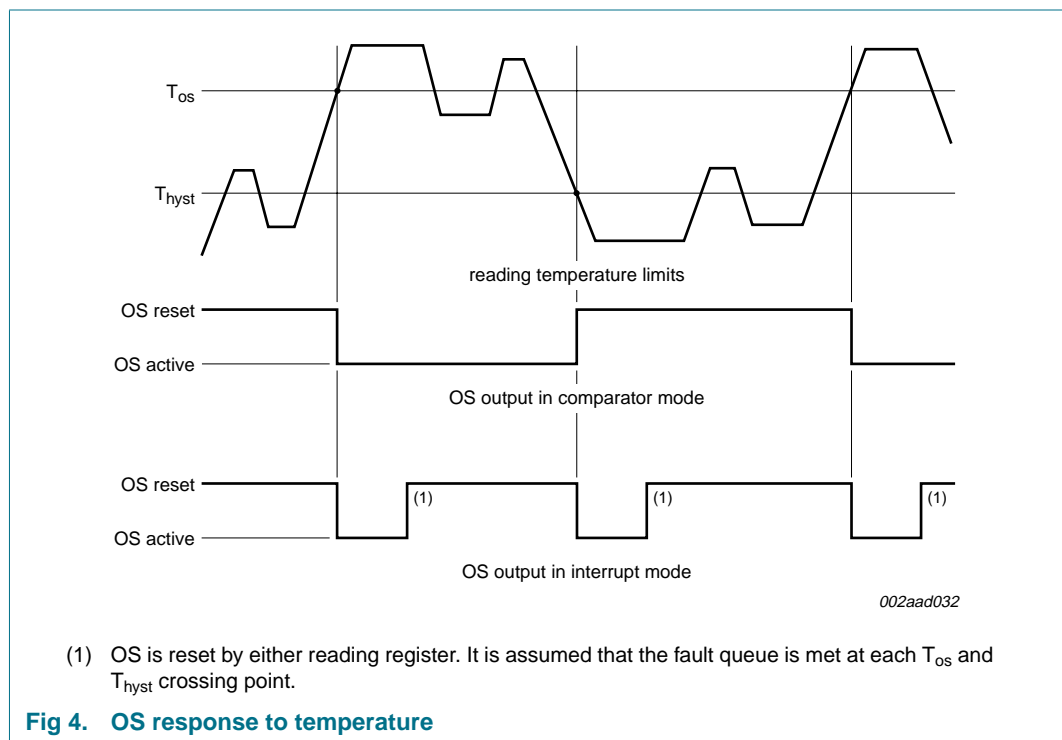 Tos
Thyst
reading temperature limits
OS reset
OS active
OS output in comparator mode
OS reset
(1)
(1)
(1)
OS active
OS output in interrupt mode
002aad032
(1) OS is reset by either reading register. It is assumed that the fault queue is met at each Tos and
Thyst crossing point.
Fig 4. OS response to temperature